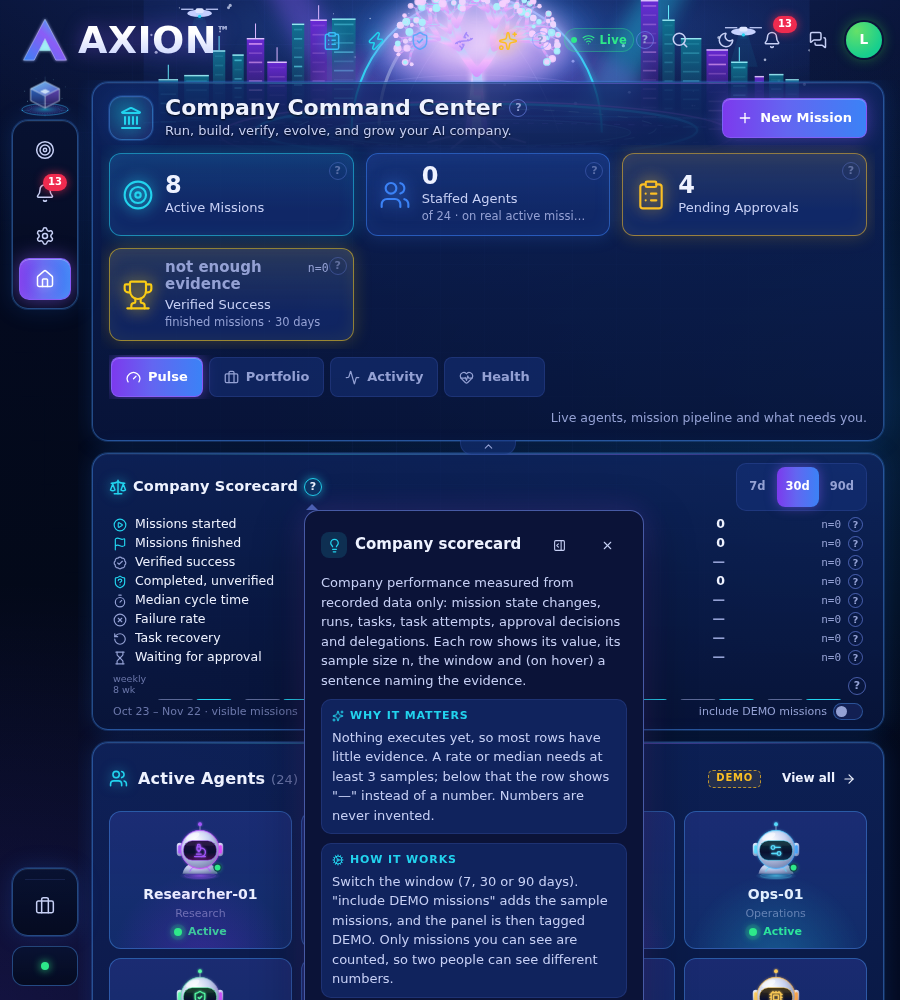 AXION™
Live
?
13
L
Company Command Center ?
Run, build, verify, evolve, and grow your AI company.
+ New Mission
13
8
Active Missions
?
0
Staffed Agents
of 24 · on real active missi...
?
4
Pending Approvals
?
not enough evidence
n=0 ?
Verified Success
finished missions · 30 days
Pulse
Portfolio
Activity
Health
Live agents, mission pipeline and what needs you.
Company Scorecard ?
7d 30d 90d
Missions started 0 n=0 ?
Missions finished 0 n=0 ?
Verified success — n=0 ?
Completed, unverified 0 n=0 ?
Median cycle time — n=0 ?
Failure rate — n=0 ?
Task recovery — n=0 ?
Waiting for approval — n=0 ?
weekly
8 wk
?
Oct 23 – Nov 22 · visible missions
include DEMO missions
Company scorecard
Company performance measured from
recorded data only: mission state changes,
runs, tasks, task attempts, approval decisions
and delegations. Each row shows its value, its
sample size n, the window and (on hover) a
sentence naming the evidence.
WHY IT MATTERS
Nothing executes yet, so most rows have
little evidence. A rate or median needs at
least 3 samples; below that the row shows
"—" instead of a number. Numbers are
never invented.
HOW IT WORKS
Switch the window (7, 30 or 90 days).
"include DEMO missions" adds the sample
missions, and the panel is then tagged
DEMO. Only missions you can see are
counted, so two people can see different
numbers.
Active Agents (24)
DEMO
View all →
Researcher-01
Research
Active
Ops-01
Operations
Active